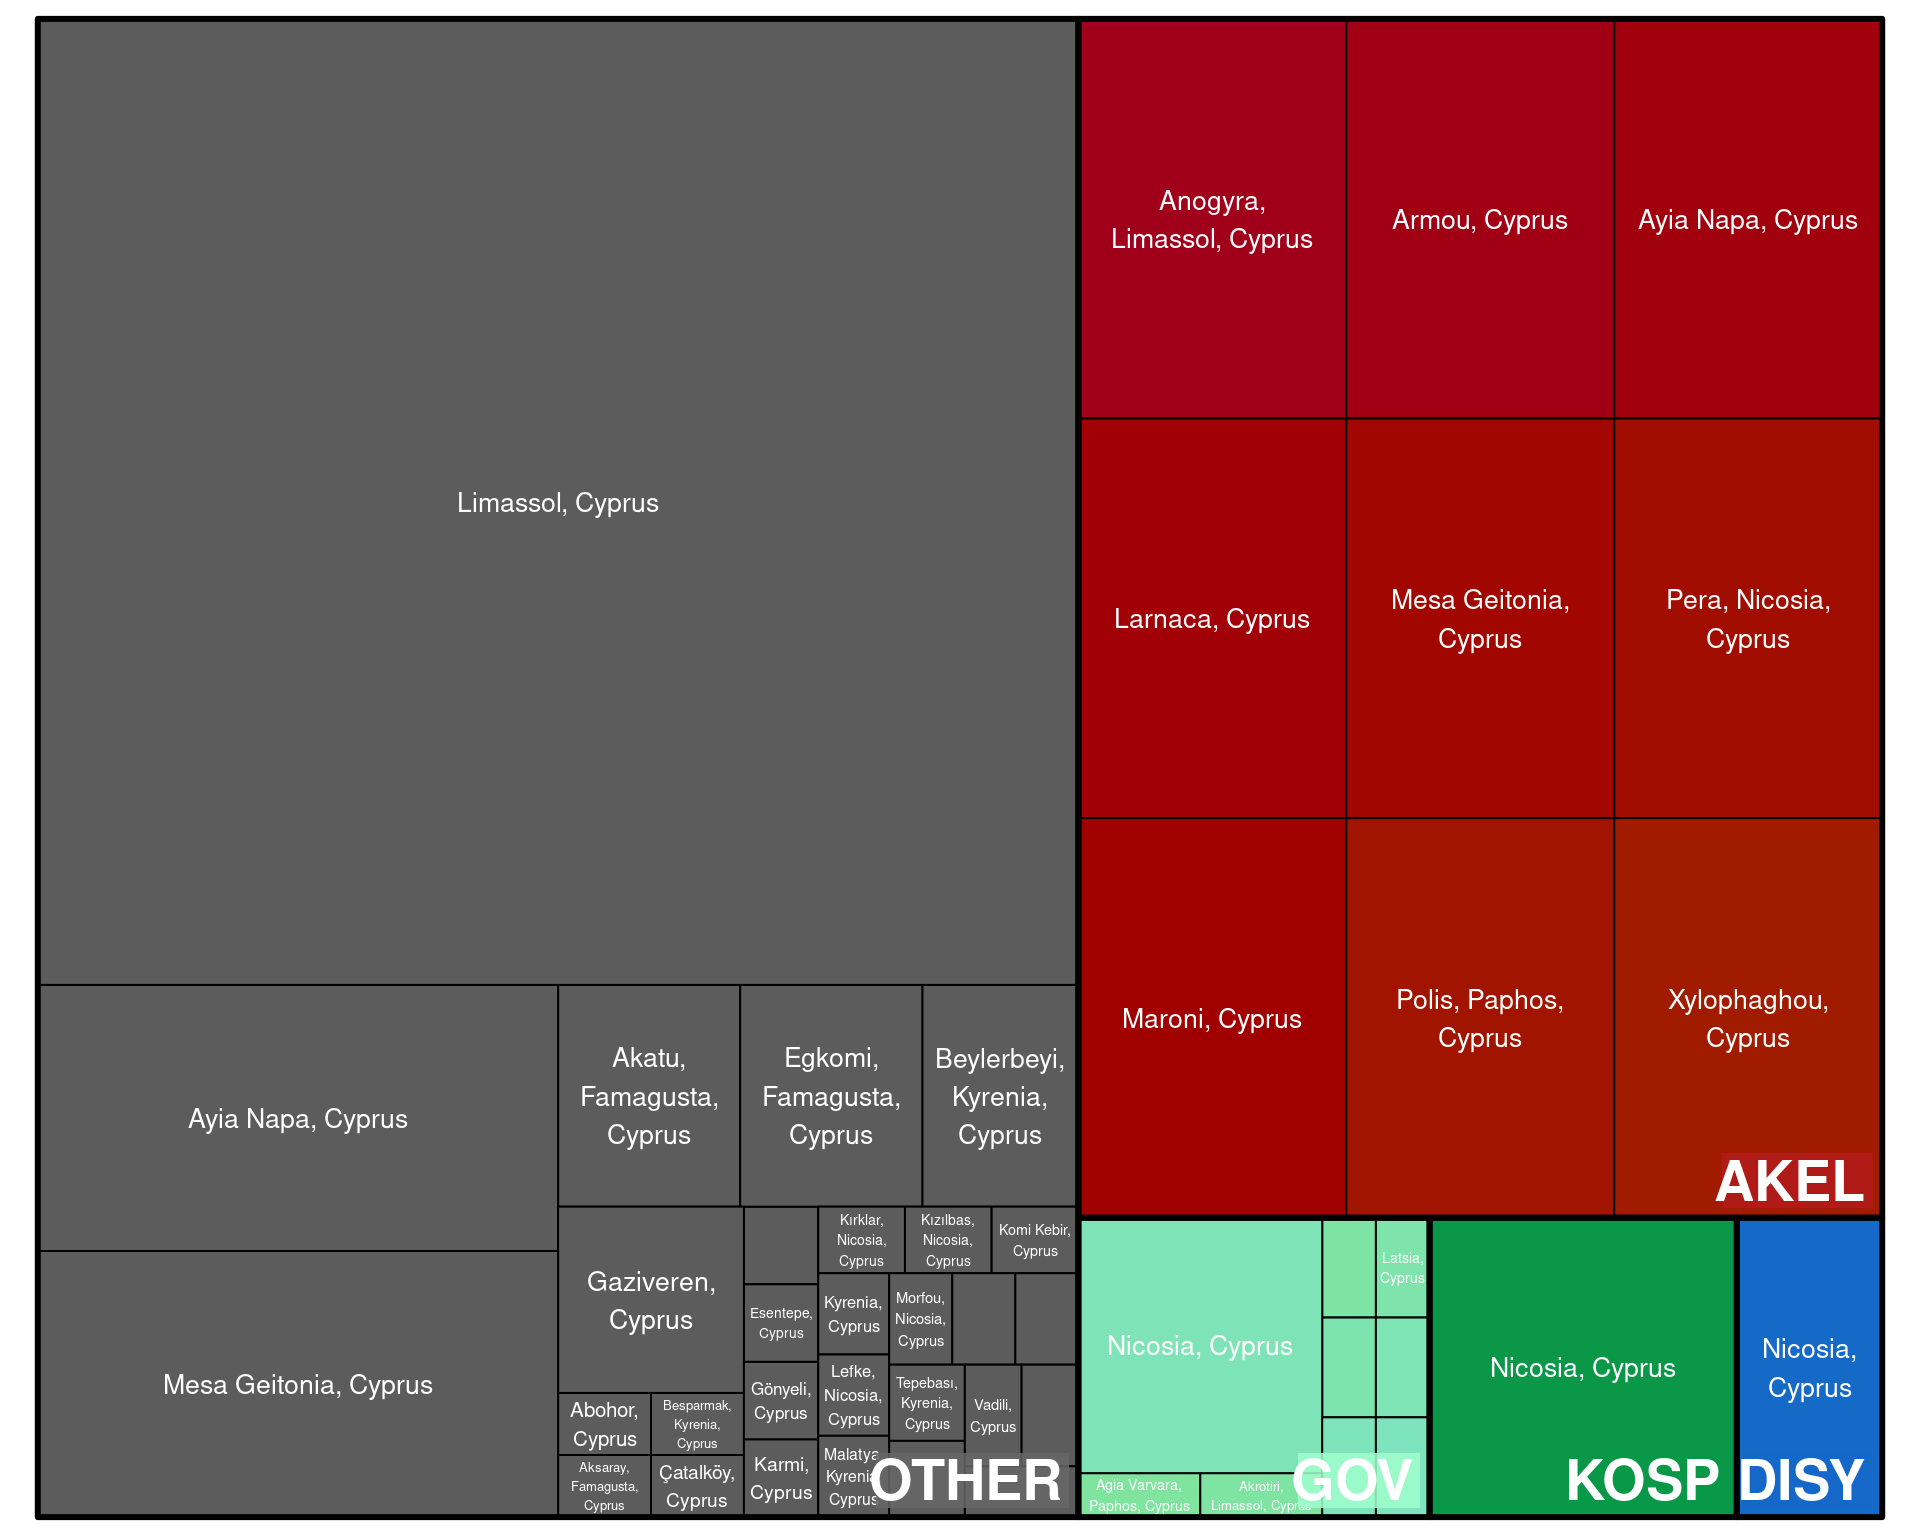 Limassol, Cyprus
Ayia Napa, Cyprus
Mesa Geitonia, Cyprus
Akatu,
Famagusta,
Cyprus
Egkomi,
Famagusta,
Cyprus
Beylerbeyi,
Kyrenia,
Cyprus
Gaziveren,
Cyprus
Abohor,
Cyprus
Besparmak,
Kyrenia,
Cyprus
Aksaray,
Famagusta,
Cyprus
Çatalköy,
Cyprus
Esentepe,
Cyprus
Gönyeli,
Cyprus
Karmi,
Cyprus
Kırklar,
Nicosia,
Cyprus
Kızılbas,
Nicosia,
Cyprus
Komi Kebir,
Cyprus
Kyrenia,
Cyprus
Lefke,
Nicosia,
Cyprus
Malatya
Kyrenia
Cyprus
Morfou,
Nicosia,
Cyprus
Tepebası,
Kyrenia,
Cyprus
Vadili,
Cyprus
OTHER
Anogyra,
Limassol, Cyprus
Armou, Cyprus
Ayia Napa, Cyprus
Larnaca, Cyprus
Mesa Geitonia,
Cyprus
Pera, Nicosia,
Cyprus
Maroni, Cyprus
Polis, Paphos,
Cyprus
Xylophaghou,
Cyprus
AKEL
Nicosia, Cyprus
Latsia,
Cyprus
Agia Varvara,
Paphos, Cyprus
Akrotiri,
Limassol, Cyprus
GOV
Nicosia, Cyprus
KOSP
Nicosia,
Cyprus
DISY